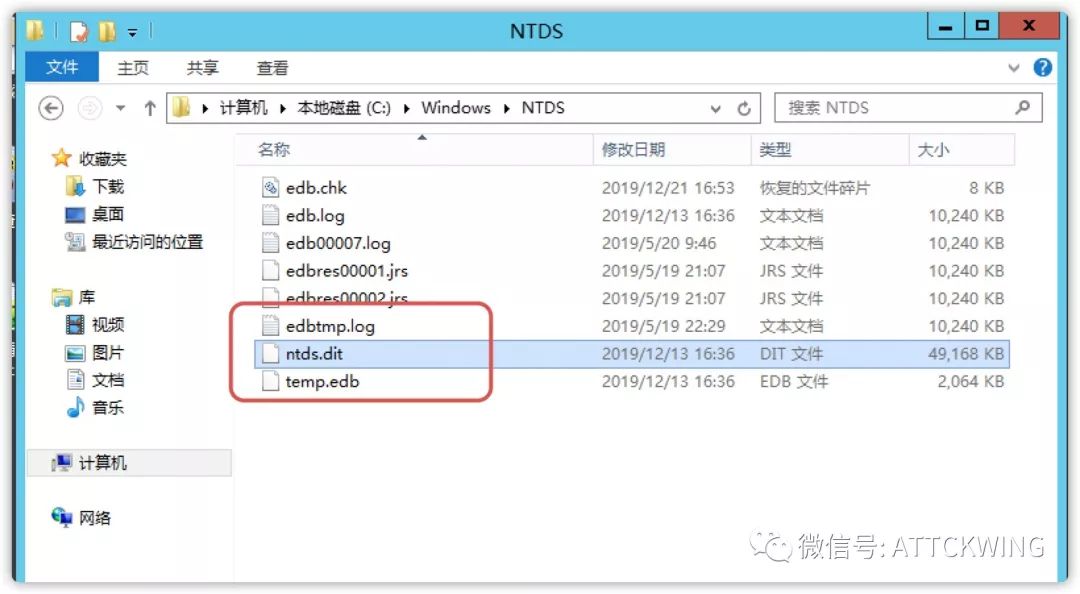 NTDS
文件 主页 共享 查看
计算机 本地磁盘 (C:) Windows NTDS 搜索 NTDS
名称 修改日期 类型 大小
收藏夹
下载
桌面
最近访问的位置
库
视频
图片
文档
音乐
计算机
网络
edb.chk 2019/12/21 16:53 恢复的文件碎片 8 KB
edb.log 2019/12/13 16:36 文本文档 10,240 KB
edb00007.log 2019/5/20 9:46 文本文档 10,240 KB
edbres00001.jrs 2019/5/19 21:07 JRS 文件 10,240 KB
edbres00002.jrs 2019/5/19 21:07 JRS 文件 10,240 KB
edbtmp.log 2019/5/19 22:29 文本文档 10,240 KB
ntds.dit 2019/12/13 16:36 DIT 文件 49,168 KB
temp.edb 2019/12/13 16:36 EDB 文件 2,064 KB
微信号: ATTCKWING